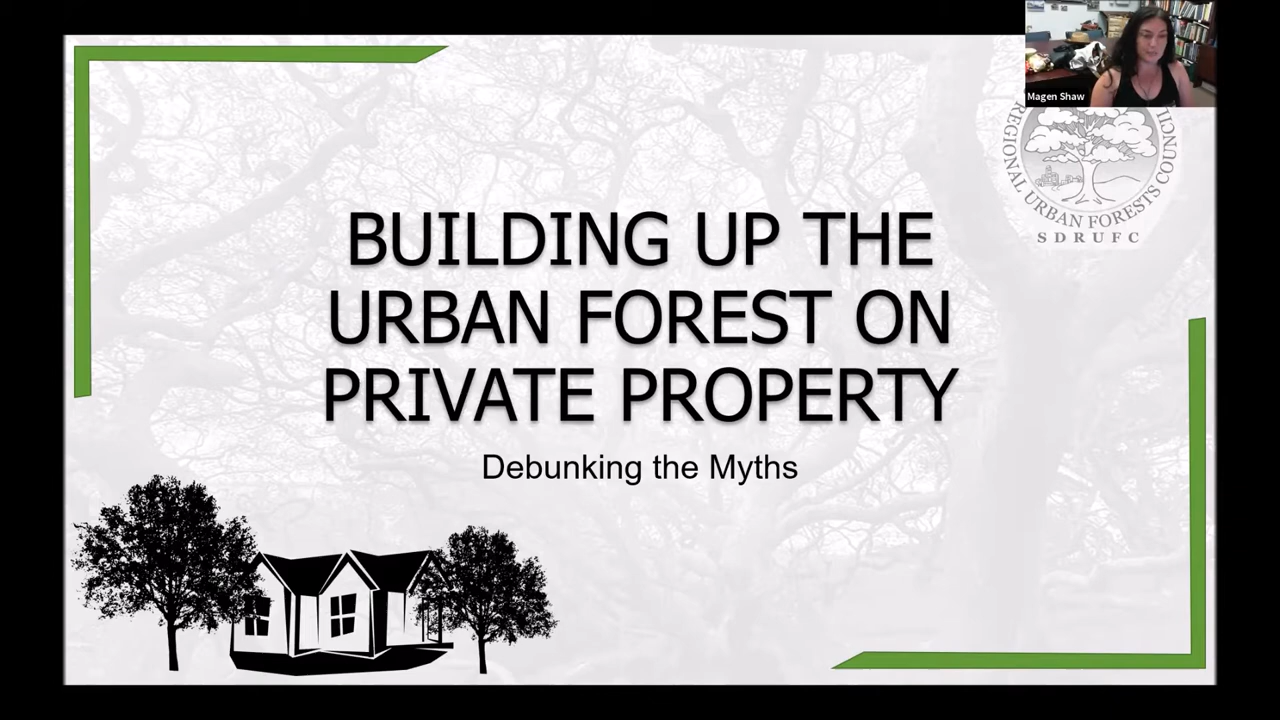 Magen Shaw
REGIONAL URBAN FORESTS COUNCIL
SDRUFC
BUILDING UP THE
URBAN FOREST ON
PRIVATE PROPERTY
Debunking the Myths